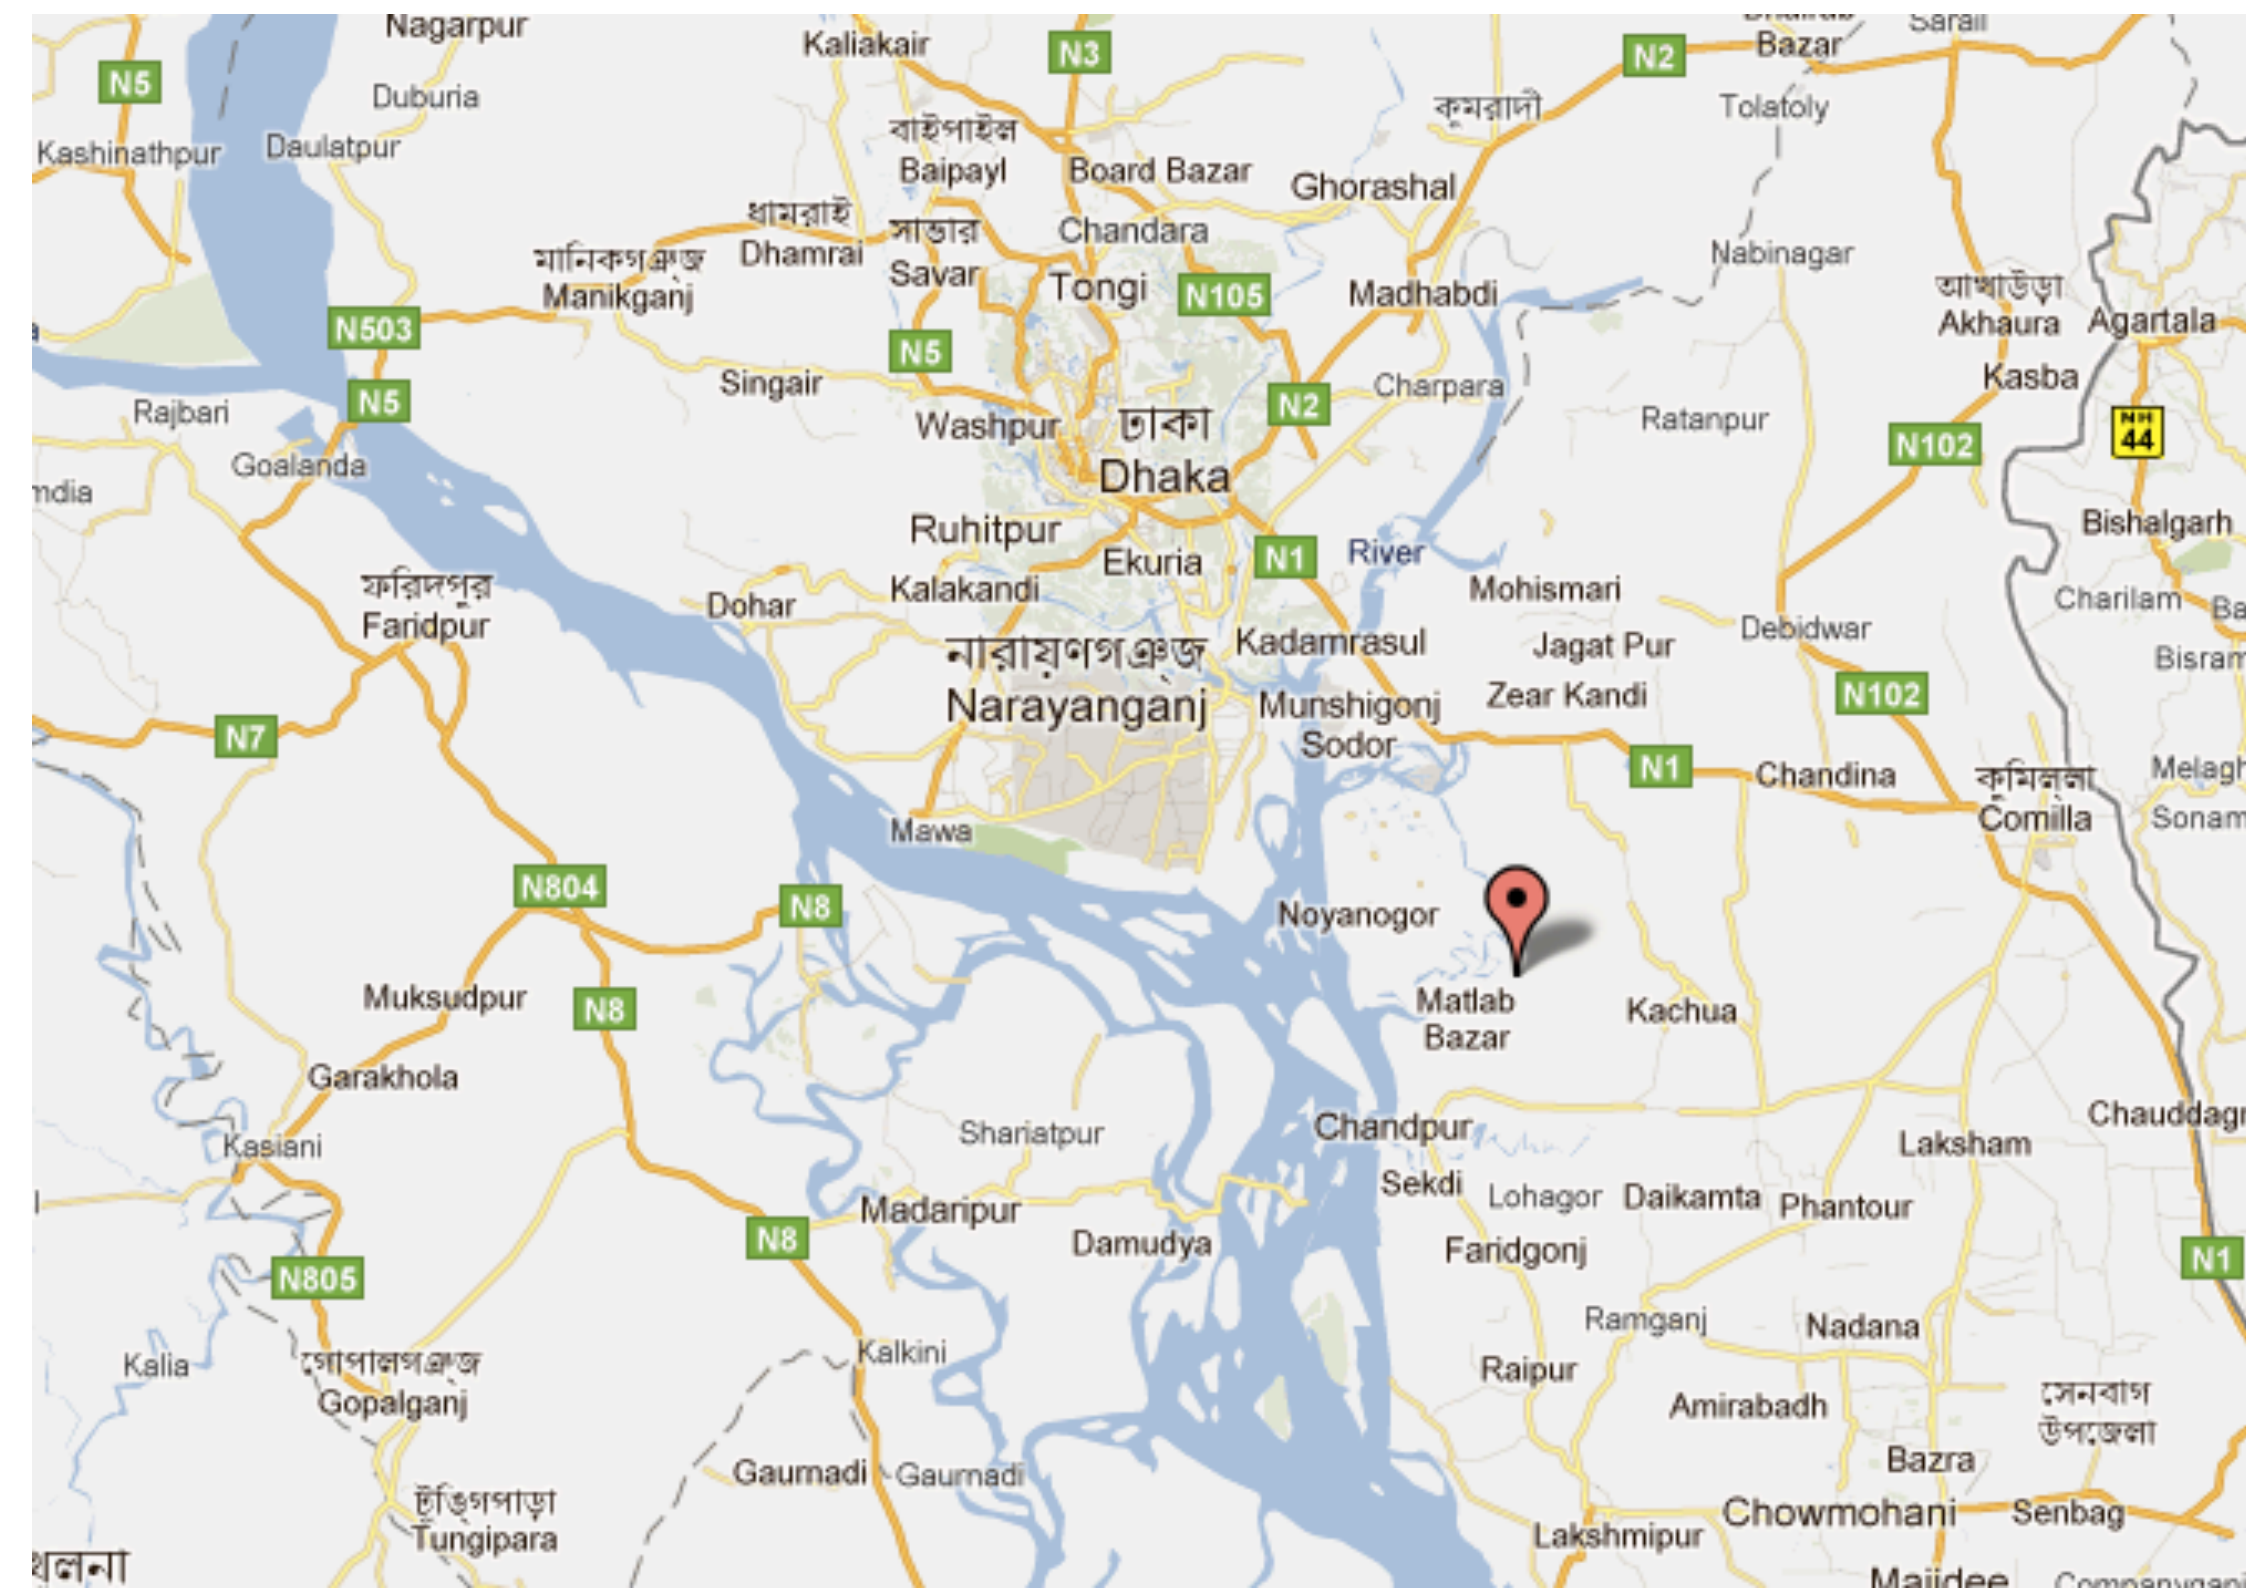 Nagarpur
Kaliakair
N3
N2
Bazar
Sarail
N5
Duburia
কুমরাদী
Tolatoly
Kashinathpur
Daulatpur
বাইপাইল
Baipayl
Board Bazar
Ghorashal
ধামরাই
Dhamrai
সাভার
Savar
Chandara
Nabinagar
মানিকগঞ্জ
Manikganj
Tongi
N105
Madhabdi
আখাউড়া
Akhaura
Agartala
N503
N5
Singair
Charpara
Kasba
N5
N2
Rajbari
Washpur
ঢাকা
Dhaka
Ratanpur
N102
NH
44
Goalanda
Ruhitpur
Ekuria
N1
River
Bishalgarh
ফরিদপুর
Faridpur
Dohar
Kalakandi
Mohismari
Charilam
নারায়ণগঞ্জ
Narayanganj
Kadamrasul
Jagat Pur
Debidwar
Zear Kandi
N102
Munshigonj
Sodor
N7
N1
Chandina
কুমিল্লা
Comilla
Mawa
N804
N8
Noyanogor
Muksudpur
N8
Matlab
Bazar
Kachua
Garakhola
Kasiani
Shariatpur
Chandpur
Laksham
Sekdi
Lohagor
Daikamta
Phantour
Madaripur
N8
Damudya
Faridgonj
N1
N805
Ramganj
Nadana
Kalia
গোপালগঞ্জ
Gopalganj
Kalkini
Raipur
Amirabadh
সেনবাগ
উপজেলা
Gaurnadi
Gaurnadi
Bazra
টুঙ্গিপাড়া
Tungipara
Chowmohani
Senbag
Lakshmipur
Maijdee